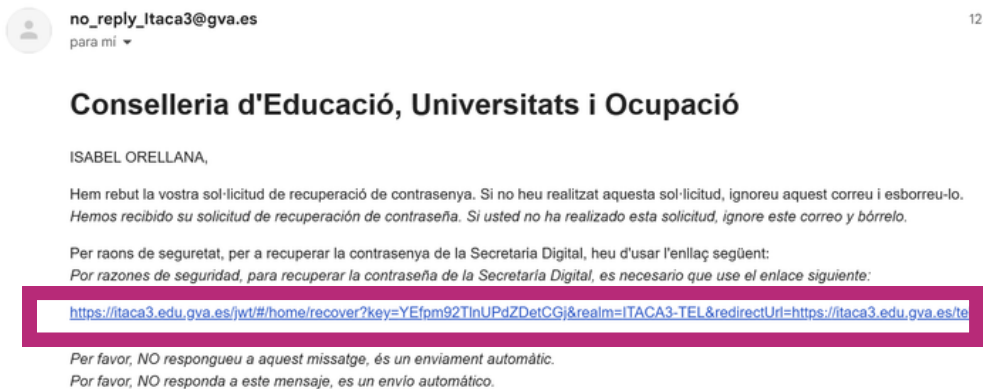 no_reply_Itaca3@gva.es
12
para mí
Conselleria d'Educació, Universitats i Ocupació
ISABEL ORELLANA,
Hem rebut la vostra sol·licitud de recuperació de contrasenya. Si no heu realitzat aquesta sol·licitud, ignoreu aquest correu i esborreu-lo.
Hemos recibido su solicitud de recuperación de contraseña. Si usted no ha realizado esta solicitud, ignore este correo y bórrelo.
Per raons de seguretat, per a recuperar la contrasenya de la Secretaria Digital, heu d'usar l'enllaç següent:
Por razones de seguridad, para recuperar la contraseña de la Secretaría Digital, es necesario que use el enlace siguiente:
https://itaca3.edu.gva.es/jwt/#/home/recover?key=YEfpm92TlnUPdZDetCGj&realm=ITACA3-TEL&redirectUrl=https://itaca3.edu.gva.es/te
Per favor, NO respongueu a aquest missatge, és un enviament automàtic.
Por favor, NO responda a este mensaje, es un envío automático.